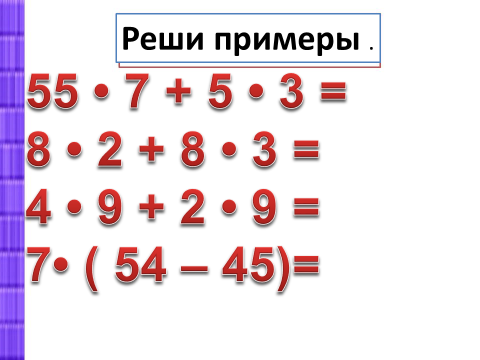 Реши примеры .
55 • 7 + 5 • 3 =
8 • 2 + 8 • 3 =
4 • 9 + 2 • 9 =
7• ( 54 – 45)=